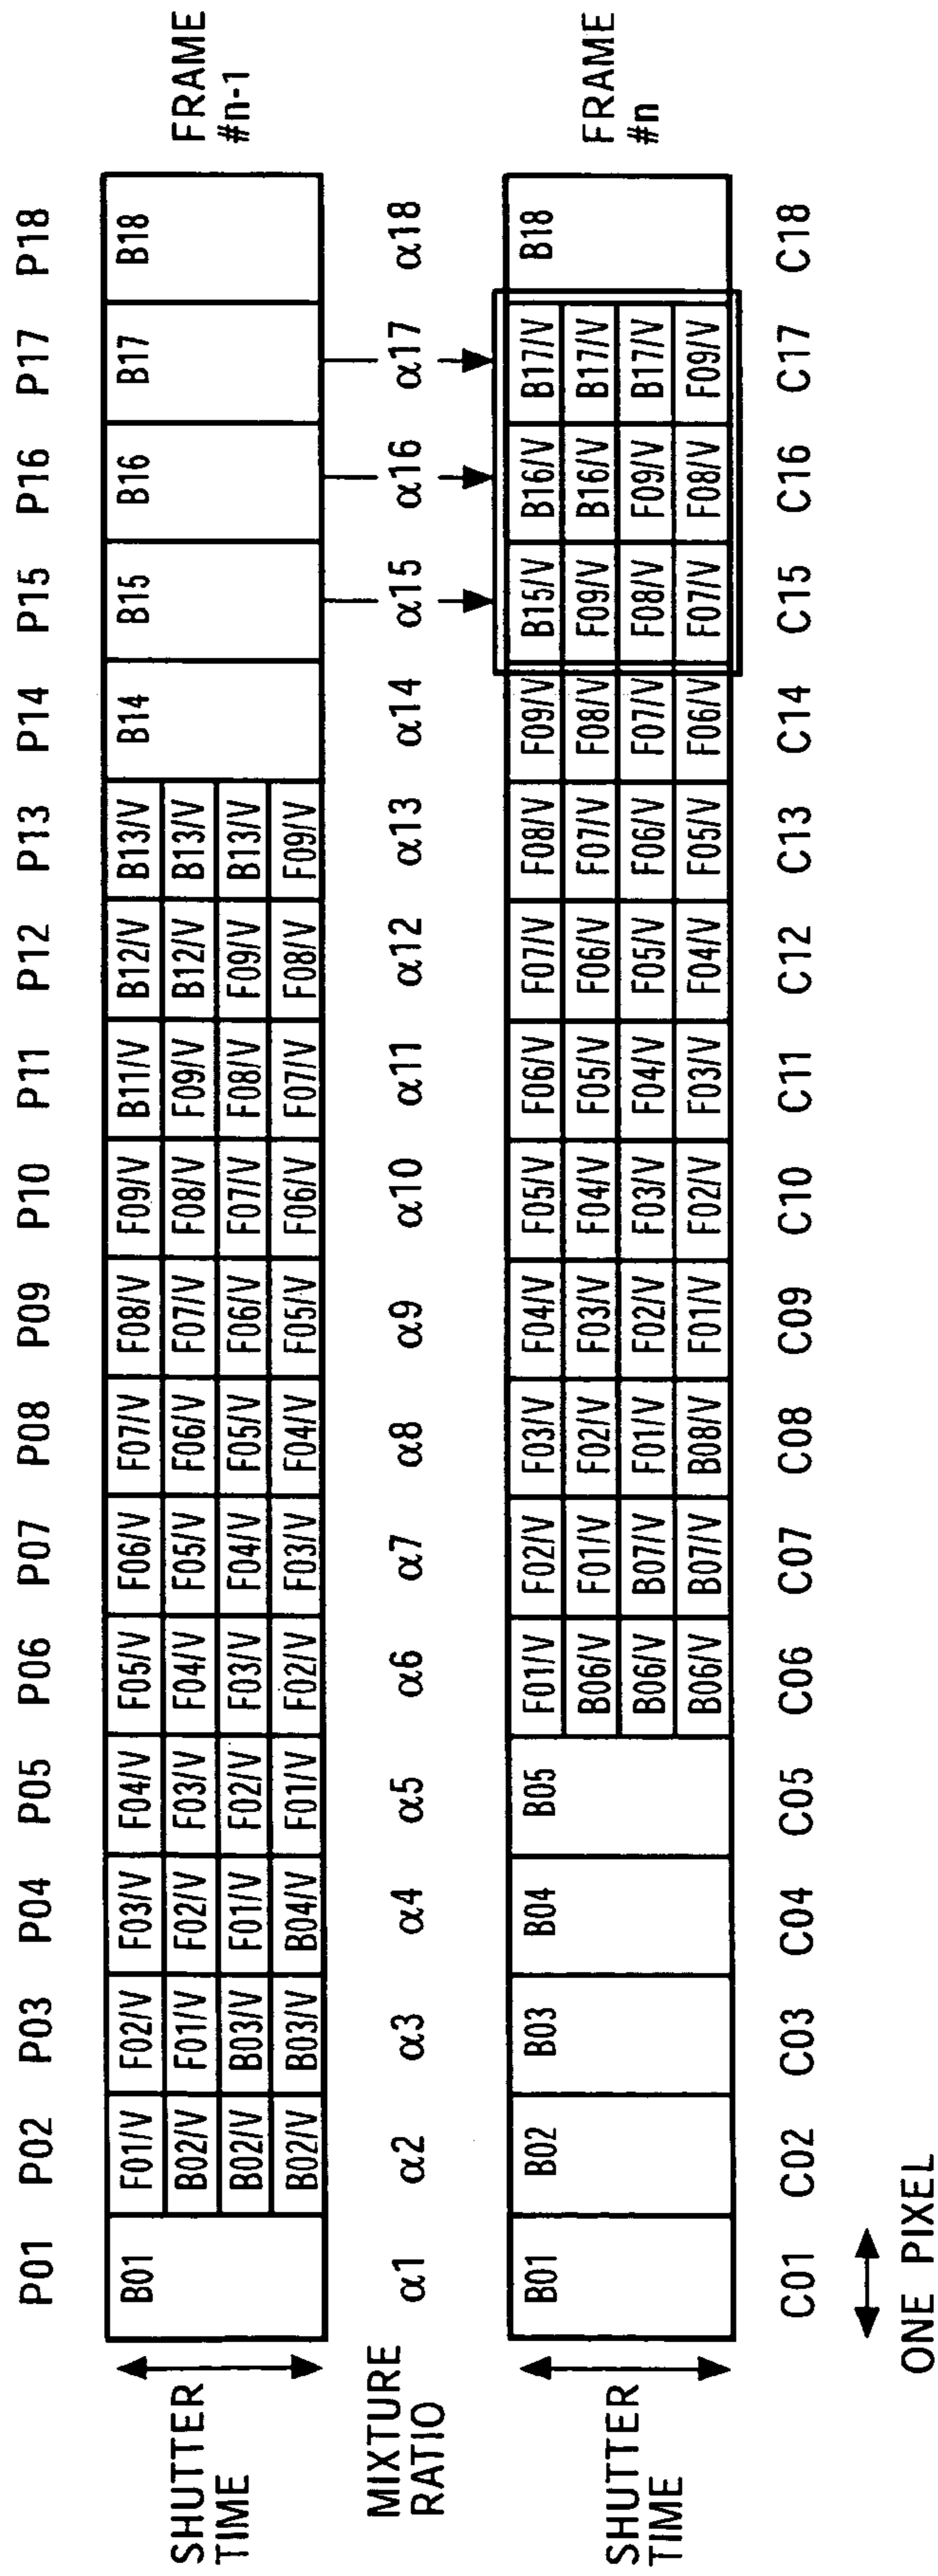 P01 P02 P03 P04 P05 P06 P07 P08 P09 P10 P11 P12 P13 P14 P15 P16 P17 P18
B01 F01/V F02/V F03/V F04/V F05/V F06/V F07/V F08/V F09/V B11/V B12/V B13/V B14 B15 B16 B17 B18
B02/V F01/V F02/V F03/V F04/V F05/V F06/V F07/V F08/V F09/V B12/V B13/V
B02/V B03/V F01/V F02/V F03/V F04/V F05/V F06/V F07/V F08/V F09/V B13/V
B02/V B03/V B04/V F01/V F02/V F03/V F04/V F05/V F06/V F07/V F08/V F09/V
SHUTTER
TIME
FRAME
#n-1
MIXTURE
RATIO
α1 α2 α3 α4 α5 α6 α7 α8 α9 α10 α11 α12 α13 α14 α15 α16 α17 α18
B01 B02 B03 B04 B05 F01/V F02/V F03/V F04/V F05/V F06/V F07/V F08/V F09/V B15/V B16/V B17/V B18
B06/V F01/V F02/V F03/V F04/V F05/V F06/V F07/V F08/V F09/V B16/V B17/V
B06/V B07/V F01/V F02/V F03/V F04/V F05/V F06/V F07/V F08/V F09/V B17/V
B06/V B07/V B08/V F01/V F02/V F03/V F04/V F05/V F06/V F07/V F08/V F09/V
SHUTTER
TIME
FRAME
#n
C01 C02 C03 C04 C05 C06 C07 C08 C09 C10 C11 C12 C13 C14 C15 C16 C17 C18
ONE PIXEL